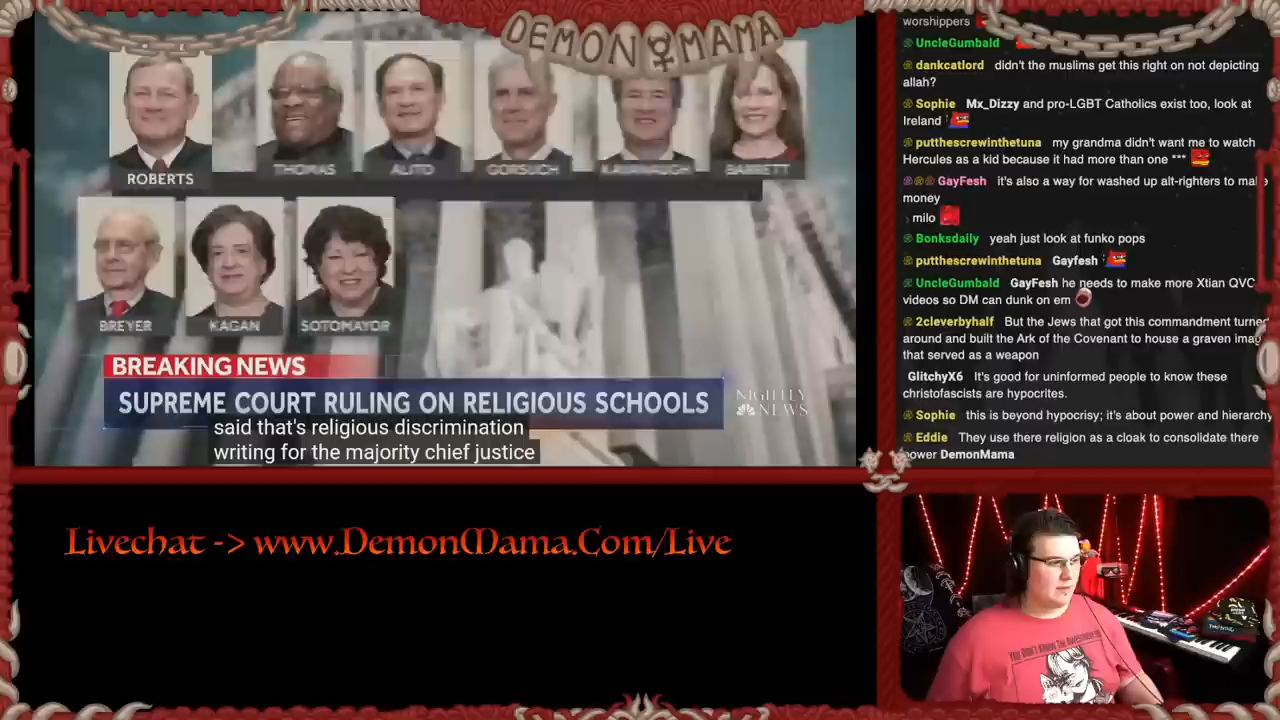 DEMON MAMA
ROBERTS
THOMAS
ALITO
GORSUCH
KAVANAUGH
BARRETT
BREYER
KAGAN
SOTOMAYOR
BREAKING NEWS
SUPREME COURT RULING ON RELIGIOUS SCHOOLS
NIGHTLY
NEWS
said that's religious discrimination
writing for the majority chief justice
worshippers
UncleGumbald
dankcatlord didn't the muslims get this right on not depicting
allah?
Sophie Mx_Dizzy and pro-LGBT Catholics exist too, look at
Ireland
putthescrewinthetuna my grandma didn't want me to watch
Hercules as a kid because it had more than one ***
GayFesh it's also a way for washed up alt-righters to make
money
milo
Bonksdaily yeah just look at funko pops
putthescrewinthetuna Gayfesh
UncleGumbald GayFesh he needs to make more Xtian QVC
videos so DM can dunk on em
2cleverbyhalf But the Jews that got this commandment turned
around and built the Ark of the Covenant to house a graven imag
that served as a weapon
GlitchyX6 It's good for uninformed people to know these
christofascists are hypocrites.
Sophie this is beyond hypocrisy; it's about power and hierarchy
Eddie They use there religion as a cloak to consolidate there
power DemonMama
Livechat -> www.DemonMama.Com/Live